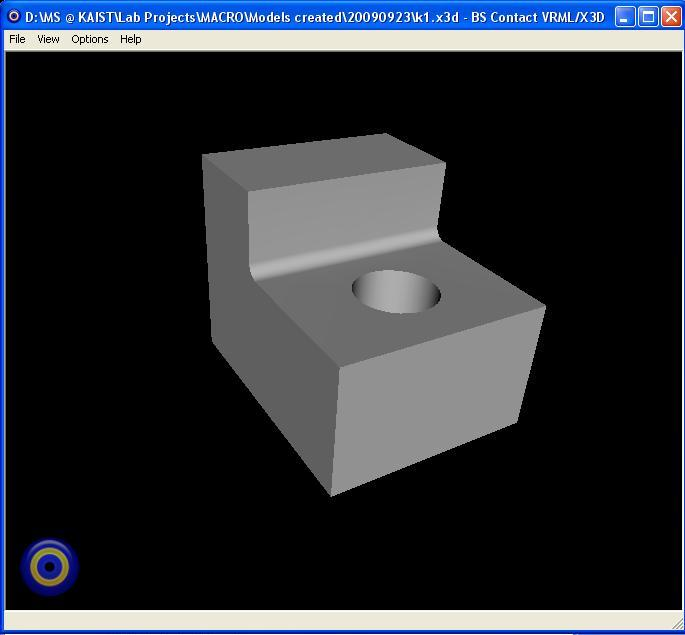 D:\MS @ KAIST\Lab Projects\MACRO\Models created\20090923\k1.x3d - BS Contact VRML/X3D
File View Options Help